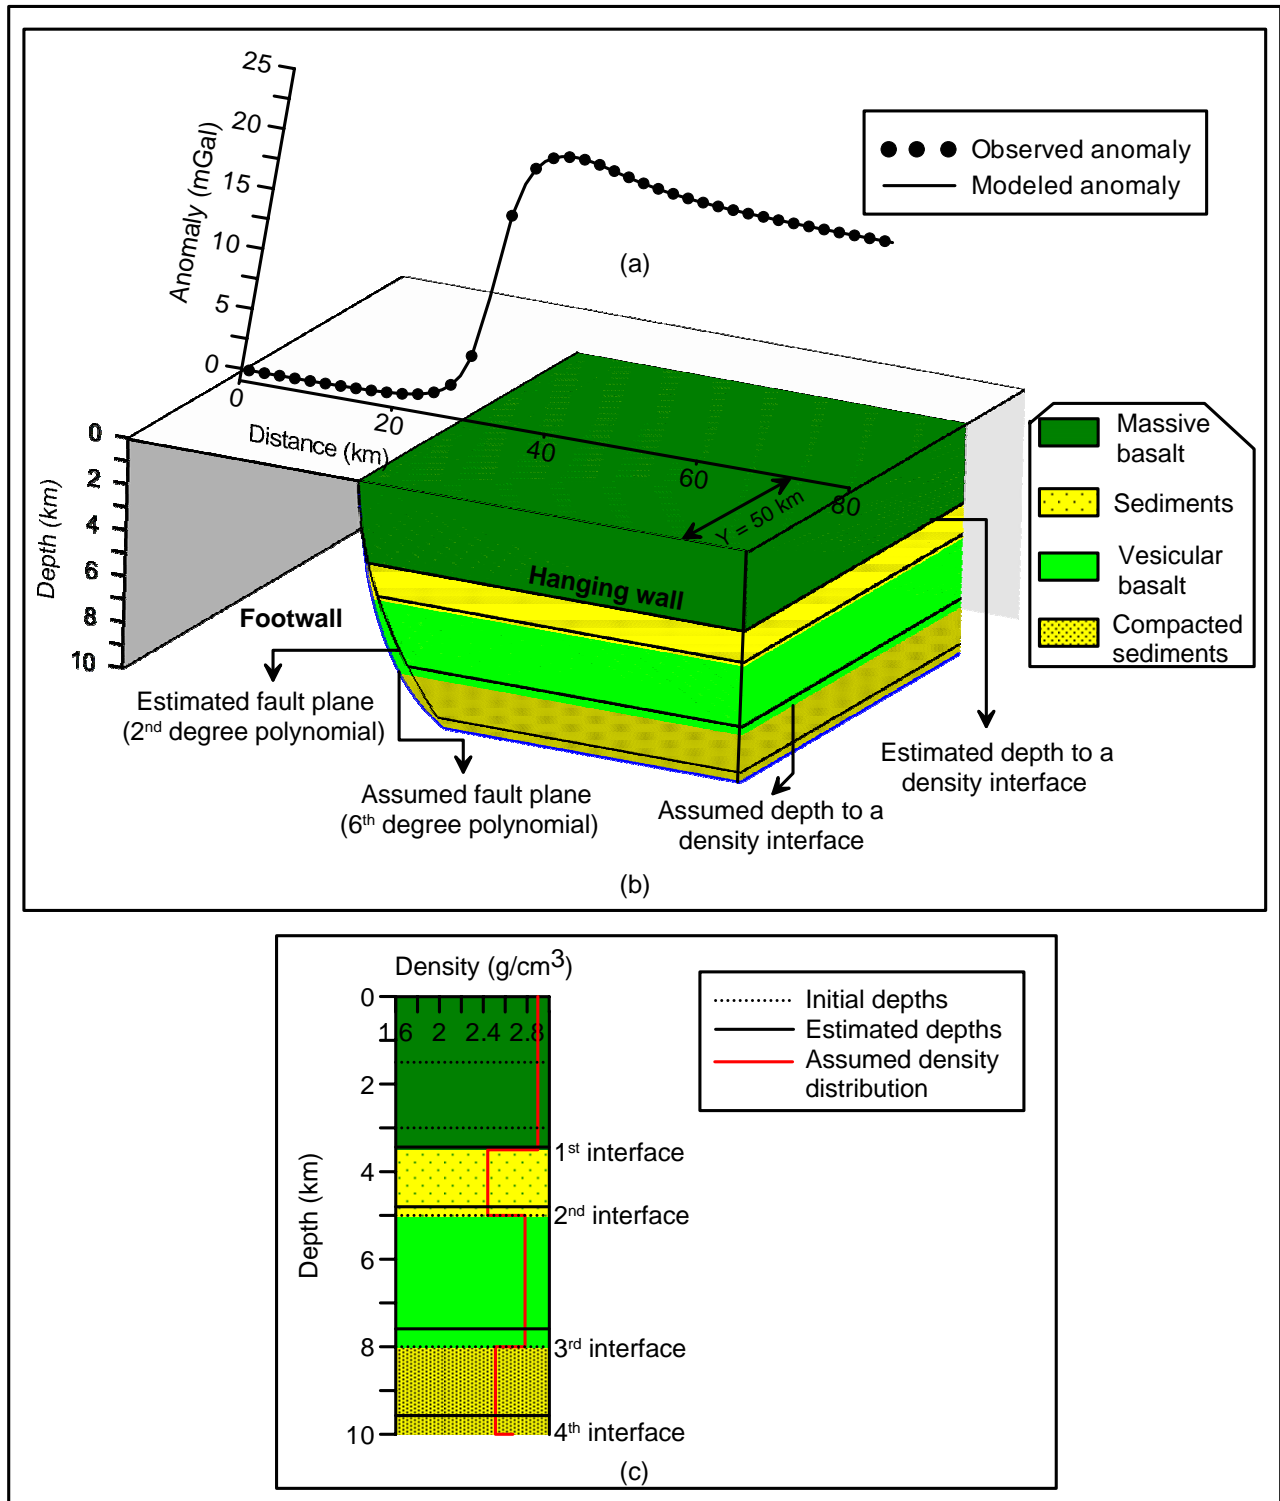 25
20
15
10
5
0
Anomaly (mGal)
Observed anomaly
Modeled anomaly
(a)
0
20
40
60
80
Distance (km)
Y = 50 km
0
2
4
6
8
10
Depth (km)
Hanging wall
Footwall
Massive
basalt
Sediments
Vesicular
basalt
Compacted
sediments
Estimated fault plane
(2nd degree polynomial)
Assumed fault plane
(6th degree polynomial)
Assumed depth to a
density interface
Estimated depth to a
density interface
(b)
Density (g/cm3)
1.6 2 2.4 2.8
0
2
4
6
8
10
Depth (km)
1st interface
2nd interface
3rd interface
4th interface
Initial depths
Estimated depths
Assumed density
distribution
(c)